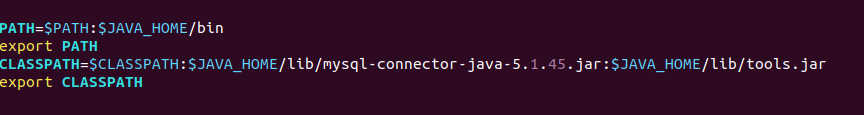 PATH=$PATH:$JAVA_HOME/bin
export PATH
CLASSPATH=$CLASSPATH:$JAVA_HOME/lib/mysql-connector-java-5.1.45.jar:$JAVA_HOME/lib/tools.jar
export CLASSPATH